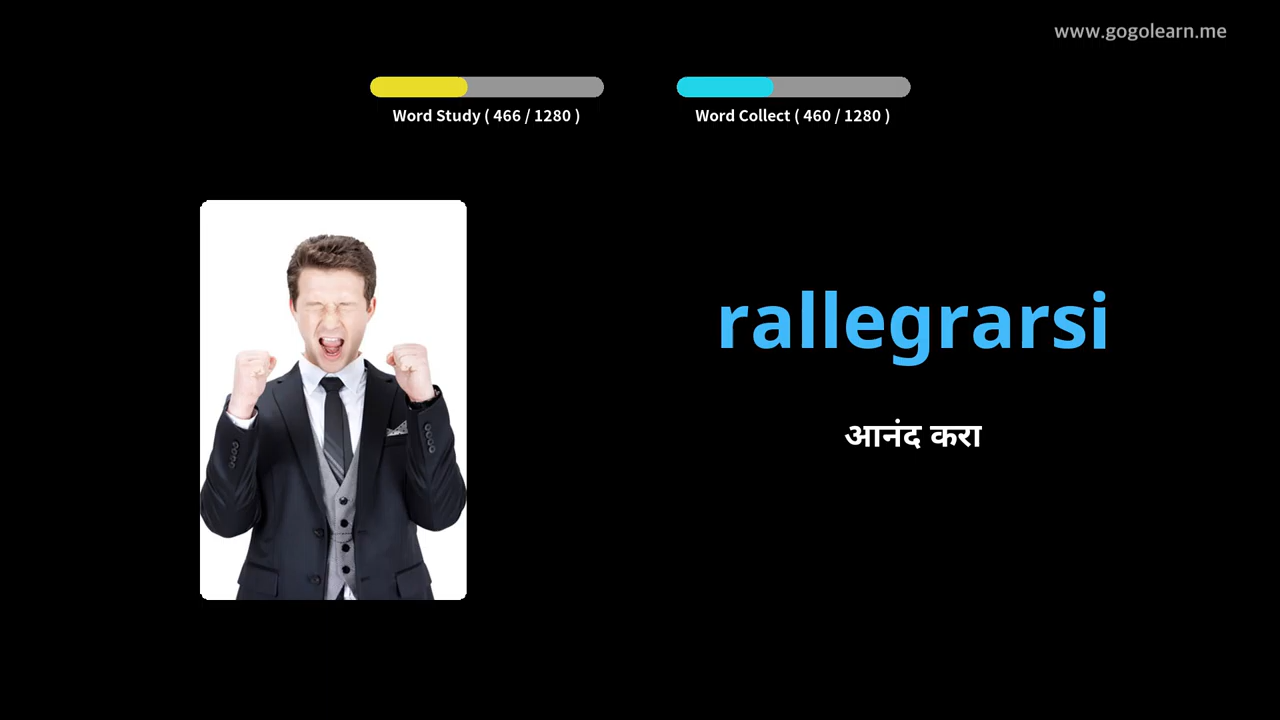 www.gogolearn.me
Word Study ( 466 / 1280 )
Word Collect ( 460 / 1280 )
rallegrarsi
आनंद करा